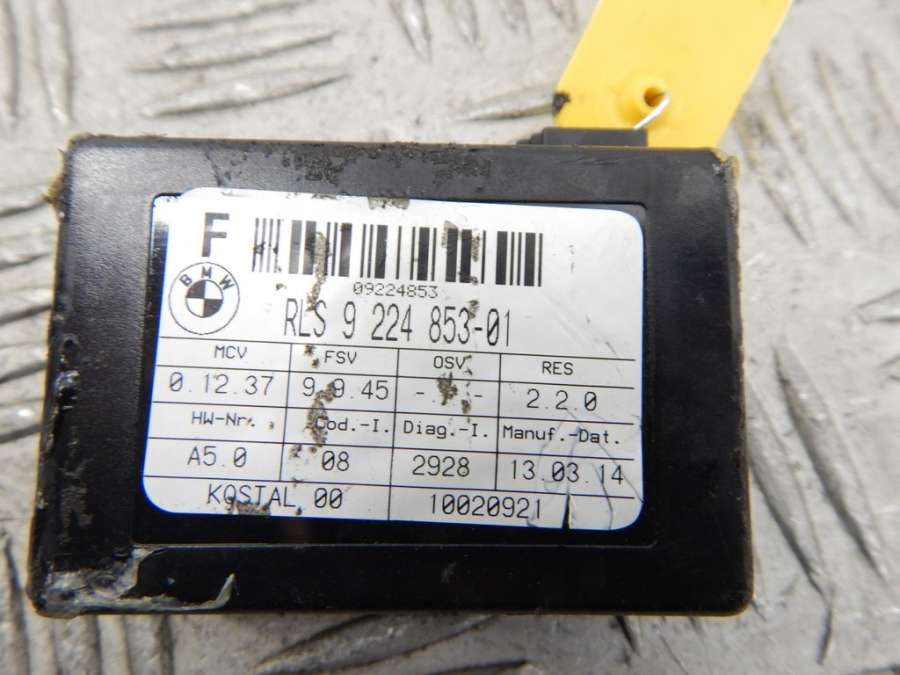 F
BMW
09224853
RLS 9 224 853-01
MCV FSV OSV RES
0.12.37 9.9.45 -.-.- 2.2.0
HW-Nr. Cod.-I. Diag.-I. Manuf.-Dat.
A5.0 08 2928 13.03.14
KOSTAL 00 10020921